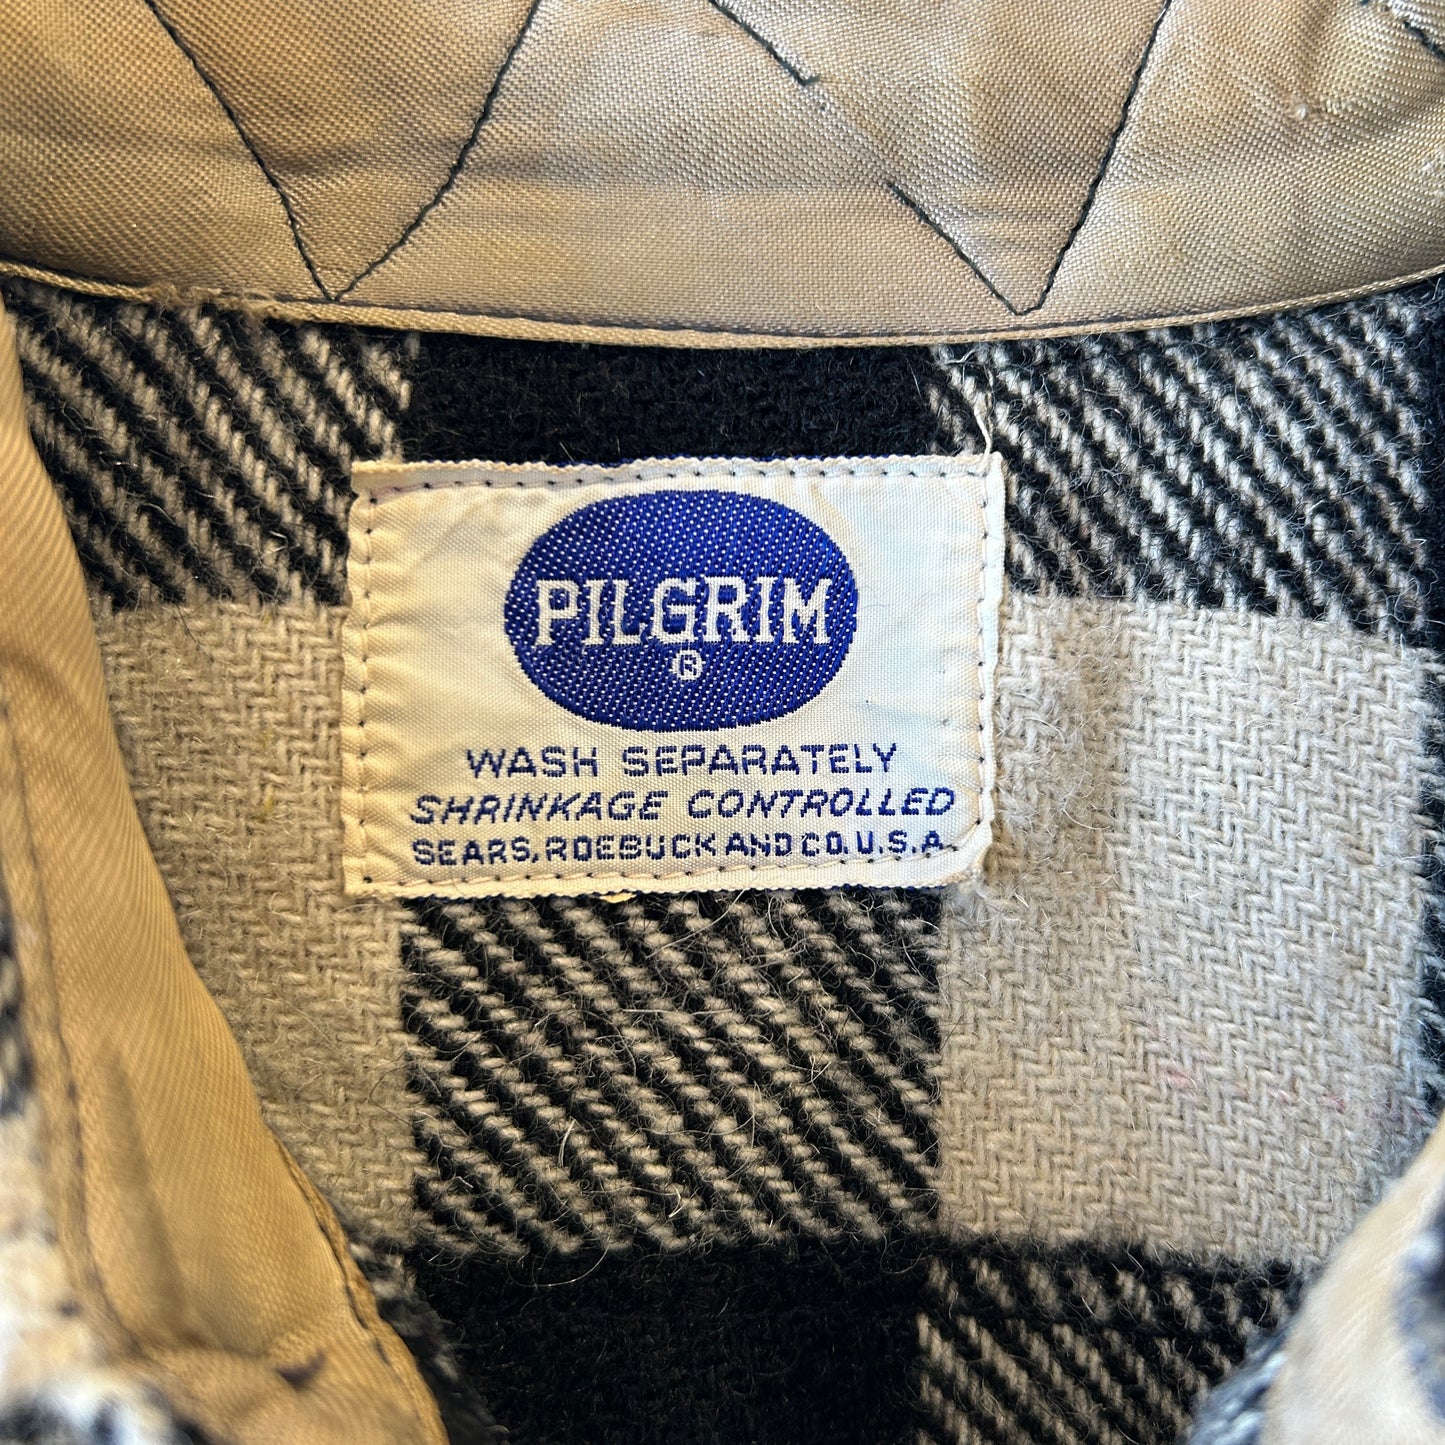 PILGRIM
®
WASH SEPARATELY
SHRINKAGE CONTROLLED
SEARS, ROEBUCK AND CO. U.S.A.